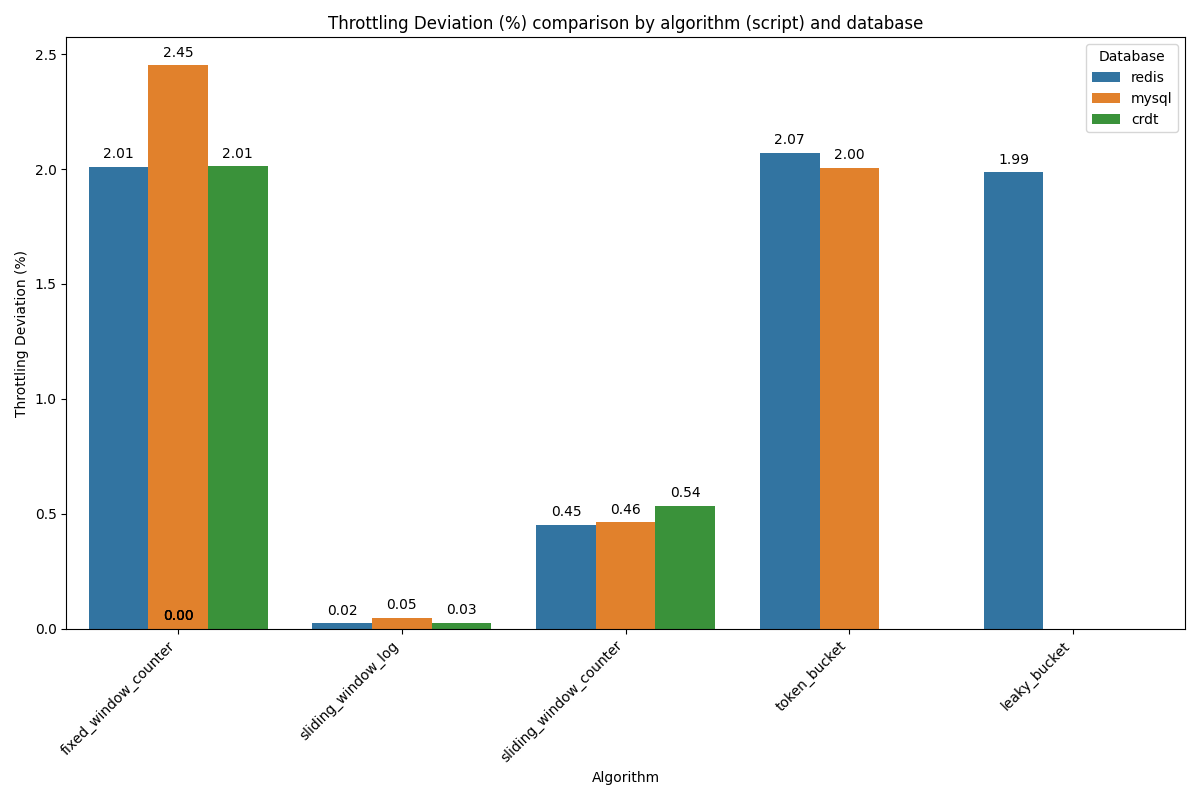 Throttling Deviation (%) comparison by algorithm (script) and database
Database
redis
mysql
crdt
Throttling Deviation (%)
2.5
2.0
1.5
1.0
0.5
0.0
2.01
2.45
2.01
0.00
0.02
0.05
0.03
0.45
0.46
0.54
2.07
2.00
1.99
fixed_window_counter
sliding_window_log
sliding_window_counter
token_bucket
leaky_bucket
Algorithm